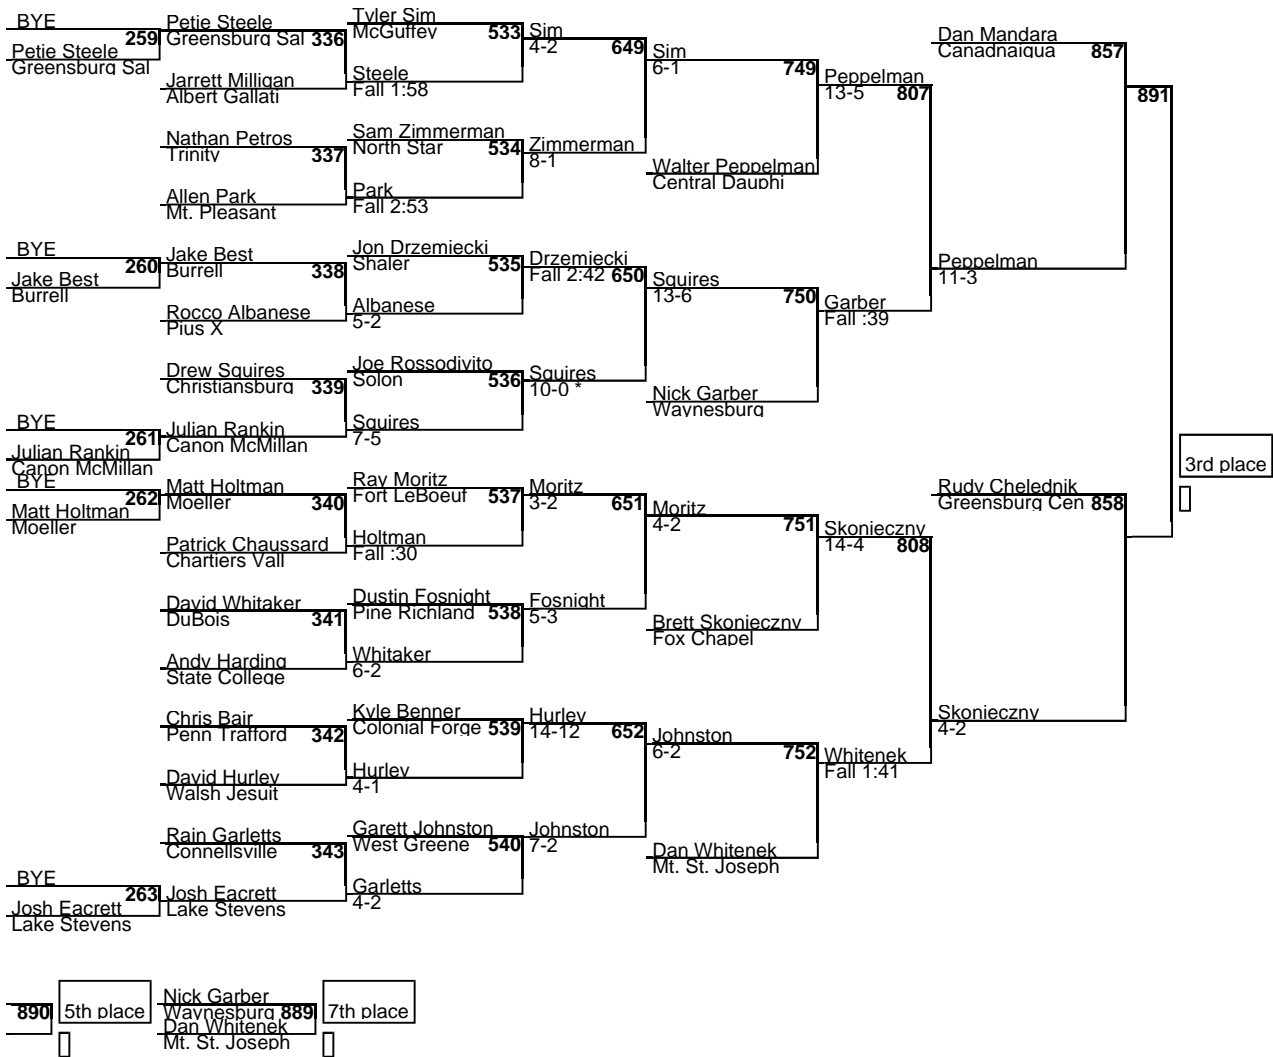 BYE
259
Petie Steele
Greensburg Sal
BYE
260
Jake Best
Burrell
BYE
261
Julian Rankin
Canon McMillan
BYE
262
Matt Holtman
Moeller
BYE
263
Josh Eacrett
Lake Stevens
Petie Steele
Greensburg Sal 336
Jarrett Milligan
Albert Gallati
Nathan Petros
Trinity 337
Allen Park
Mt. Pleasant
Jake Best
Burrell 338
Rocco Albanese
Pius X
Drew Squires
Christiansburg 339
Julian Rankin
Canon McMillan
Matt Holtman
Moeller 340
Patrick Chaussard
Chartiers Vall
David Whitaker
DuBois 341
Andy Harding
State College
Chris Bair
Penn Trafford 342
David Hurley
Walsh Jesuit
Rain Garletts
Connellsville 343
Josh Eacrett
Lake Stevens
Tyler Sim
McGuffey 533
Steele
Fall 1:58
Sam Zimmerman
North Star 534
Park
Fall 2:53
Jon Drzemiecki
Shaler 535
Albanese
5-2
Joe Rossodivito
Solon 536
Squires
7-5
Ray Moritz
Fort LeBoeuf 537
Holtman
Fall :30
Dustin Fosnight
Pine Richland 538
Whitaker
6-2
Kyle Benner
Colonial Forge 539
Hurley
4-1
Garett Johnston
West Greene 540
Garletts
4-2
Sim
4-2 649
Zimmerman
8-1
Drzemiecki
Fall 2:42 650
Squires
10-0 *
Moritz
3-2 651
Fosnight
5-3
Hurley
14-12 652
Johnston
7-2
Sim
6-1 749
Walter Peppelman
Central Dauphi
Squires
13-6 750
Nick Garber
Waynesburg
Moritz
4-2 751
Brett Skonieczny
Fox Chapel
Johnston
6-2 752
Dan Whitenek
Mt. St. Joseph
Peppelman
13-5 807
Garber
Fall :39
Skonieczny
14-4 808
Whitenek
Fall 1:41
Dan Mandara
Canadnaigua 857
Peppelman
11-3
Rudy Chelednik
Greensburg Cen 858
Skonieczny
4-2
891
3rd place
890
5th place
Nick Garber
Waynesburg 889
Dan Whitenek
Mt. St. Joseph
7th place